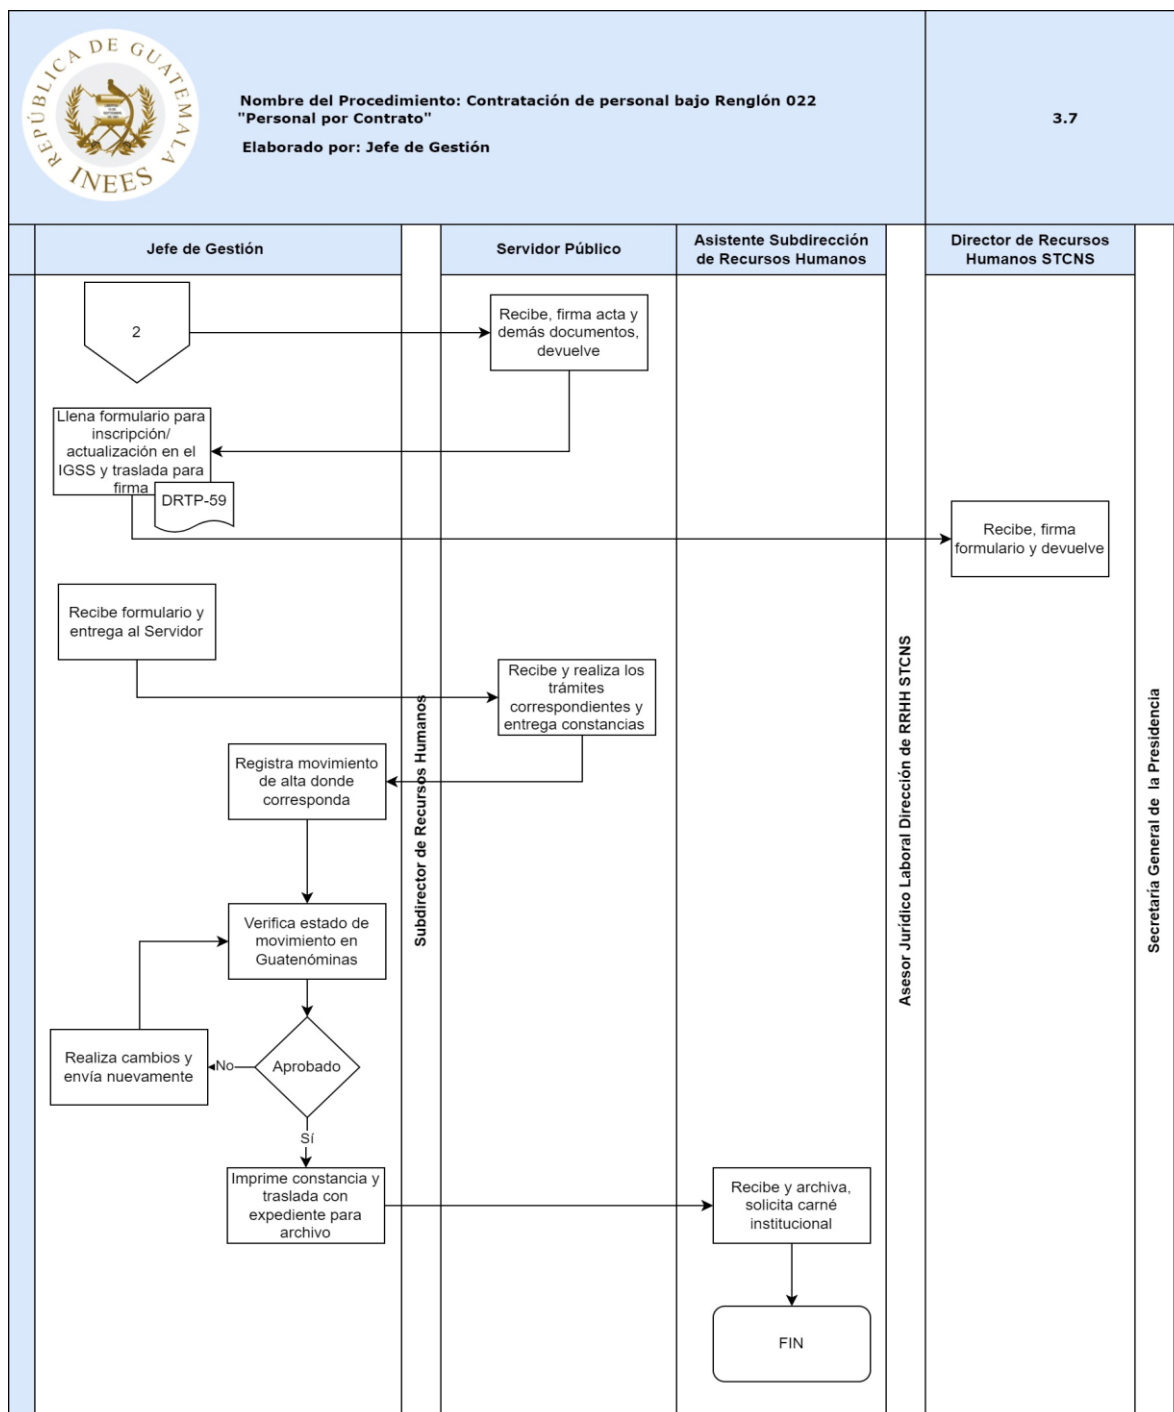 REPÚBLICA DE GUATEMALA
INEES
Nombre del Procedimiento: Contratación de personal bajo Renglón 022
"Personal por Contrato"
Elaborado por: Jefe de Gestión
3.7
Jefe de Gestión
Subdirector de Recursos Humanos
Servidor Público
Asistente Subdirección
de Recursos Humanos
Asesor Jurídico Laboral Dirección de RRHH STCNS
Director de Recursos
Humanos STCNS
Secretaría General de la Presidencia
2
Recibe, firma acta y
demás documentos,
devuelve
Llena formulario para
inscripción/
actualización en el
IGSS y traslada para
firma
DRTP-59
Recibe, firma
formulario y devuelve
Recibe formulario y
entrega al Servidor
Recibe y realiza los
trámites
correspondientes y
entrega constancias
Registra movimiento
de alta donde
corresponda
Verifica estado de
movimiento en
Guatenóminas
Realiza cambios y
envía nuevamente
No
Aprobado
Sí
Imprime constancia y
traslada con
expediente para
archivo
Recibe y archiva,
solicita carné
institucional
FIN